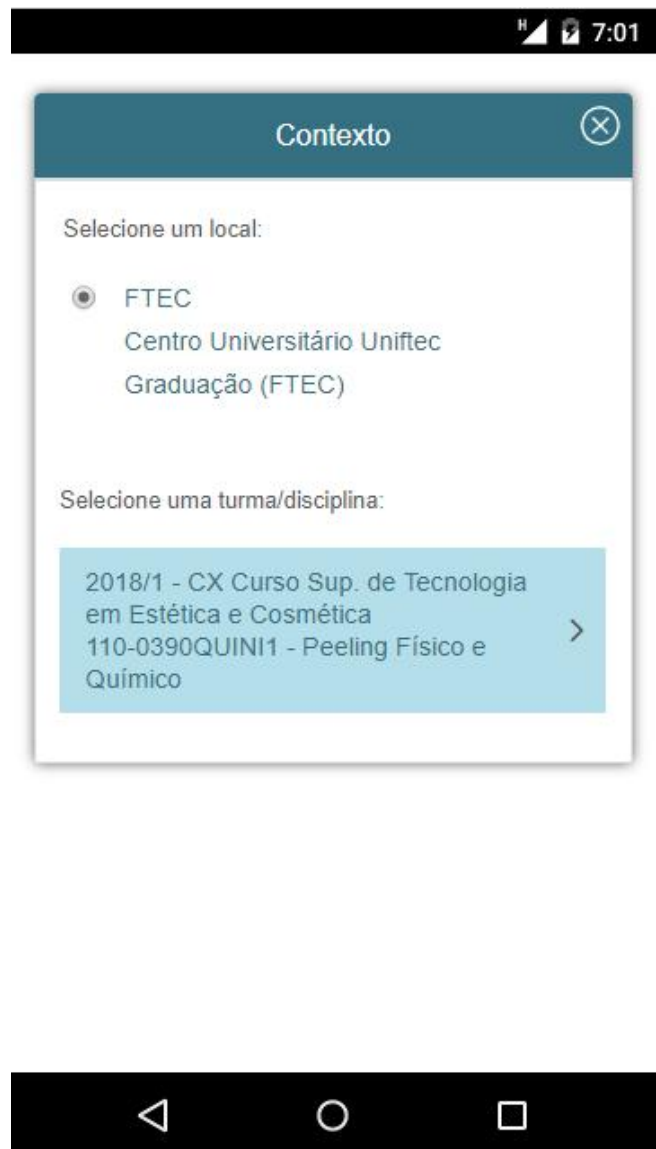 H 7:01
Contexto
Selecione um local:
FTEC
Centro Universitário Uniftec
Graduação (FTEC)
Selecione uma turma/disciplina:
2018/1 - CX Curso Sup. de Tecnologia
em Estética e Cosmética
110-0390QUINI1 - Peeling Físico e
Químico